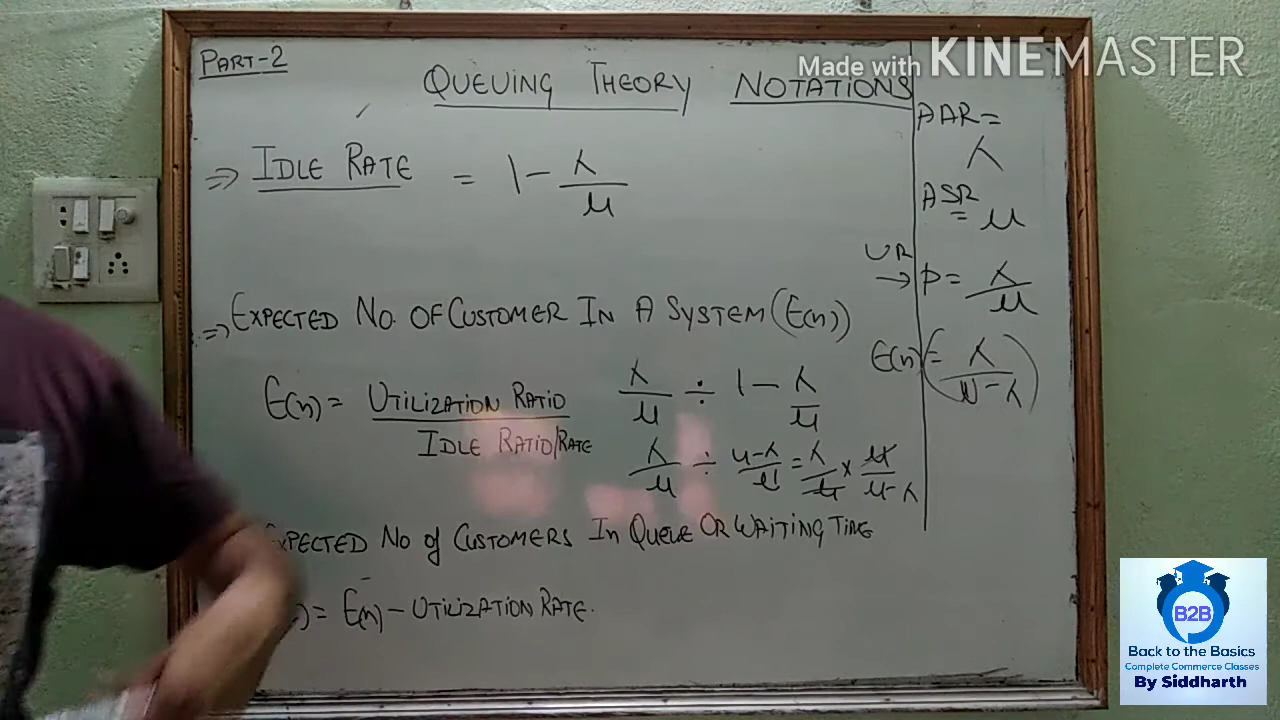 Made with KINEMASTER
PART-2
QUEUING THEORY NOTATIONS
⇒ IDLE RATE = 1 - λ/μ
⇒ EXPECTED NO. OF CUSTOMER IN A SYSTEM (E(n))
E(n) = UTILIZATION RATIO / IDLE RATIO/RATE
λ/μ ÷ 1 - λ/μ
λ/μ ÷ μ-λ/μ = λ/μ × μ/μ-λ
EXPECTED NO of CUSTOMERS IN QUEUE OR WAITING TIME
) = E(n) - UTILIZATION RATE.
AAR =
λ
ASR
= μ
UR
→ p = λ/μ
E(n) = (λ/μ-λ)
B2B
Back to the Basics
Complete Commerce Classes
By Siddharth